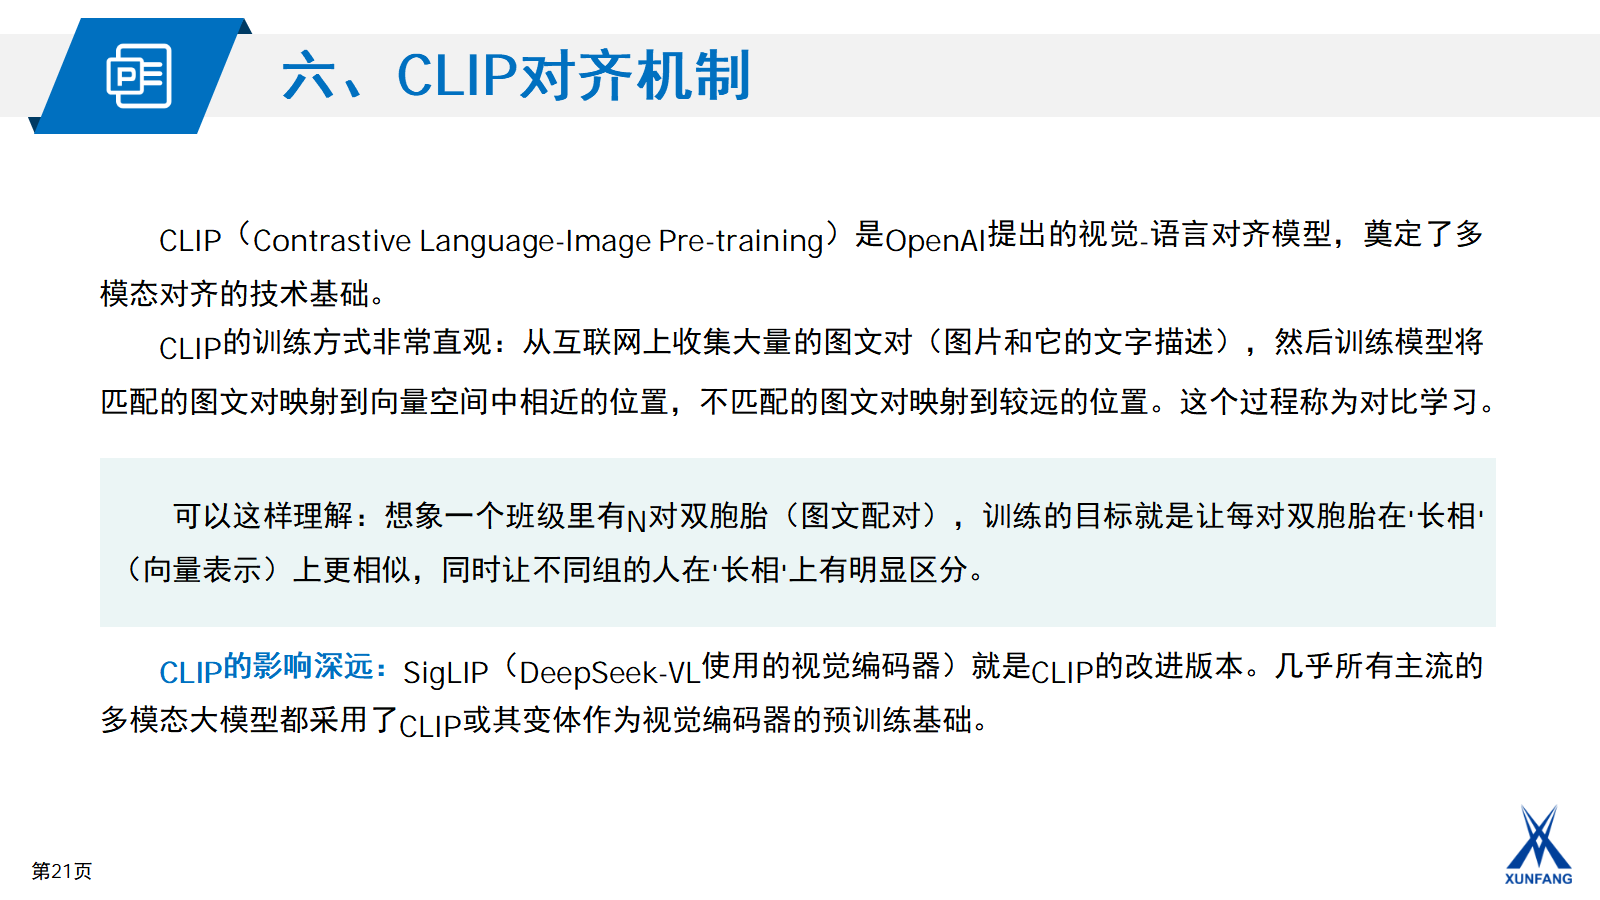 六、CLIP对齐机制
CLIP（Contrastive Language-Image Pre-training）是OpenAI提出的视觉-语言对齐模型，奠定了多
模态对齐的技术基础。
CLIP的训练方式非常直观：从互联网上收集大量的图文对（图片和它的文字描述），然后训练模型将
匹配的图文对映射到向量空间中相近的位置，不匹配的图文对映射到较远的位置。这个过程称为对比学习。
可以这样理解：想象一个班级里有N对双胞胎（图文配对），训练的目标就是让每对双胞胎在'长相'
（向量表示）上更相似，同时让不同组的人在'长相'上有明显区分。
CLIP的影响深远：SigLIP（DeepSeek-VL使用的视觉编码器）就是CLIP的改进版本。几乎所有主流的
多模态大模型都采用了CLIP或其变体作为视觉编码器的预训练基础。
第21页
XUNFANG